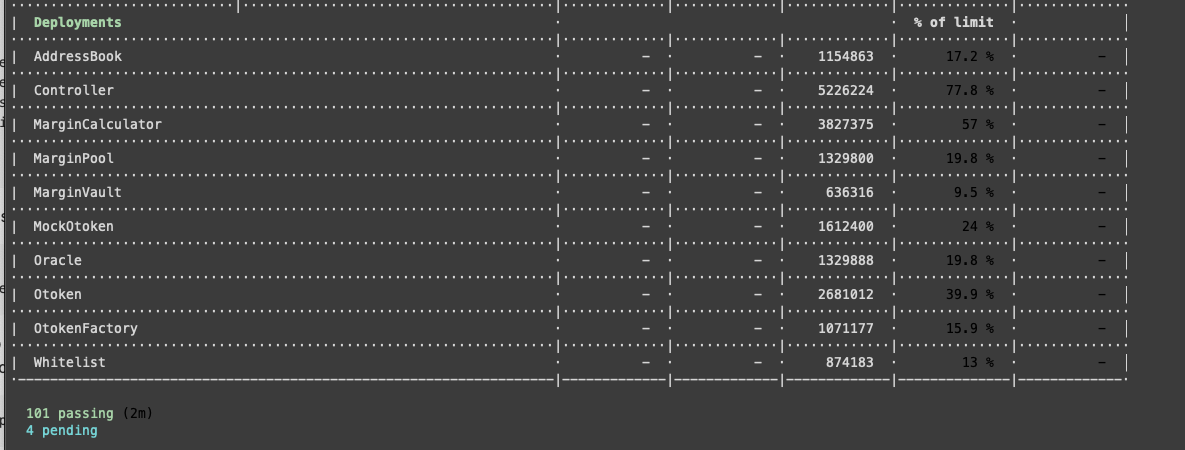 Deployments % of limit
AddressBook – – 1154863 17.2 % –
Controller – – 5226224 77.8 % –
MarginCalculator – – 3827375 57 % –
MarginPool – – 1329800 19.8 % –
MarginVault – – 636316 9.5 % –
MockOtoken – – 1612400 24 % –
Oracle – – 1329888 19.8 % –
Otoken – – 2681012 39.9 % –
OtokenFactory – – 1071177 15.9 % –
Whitelist – – 874183 13 % –
101 passing (2m)
4 pending